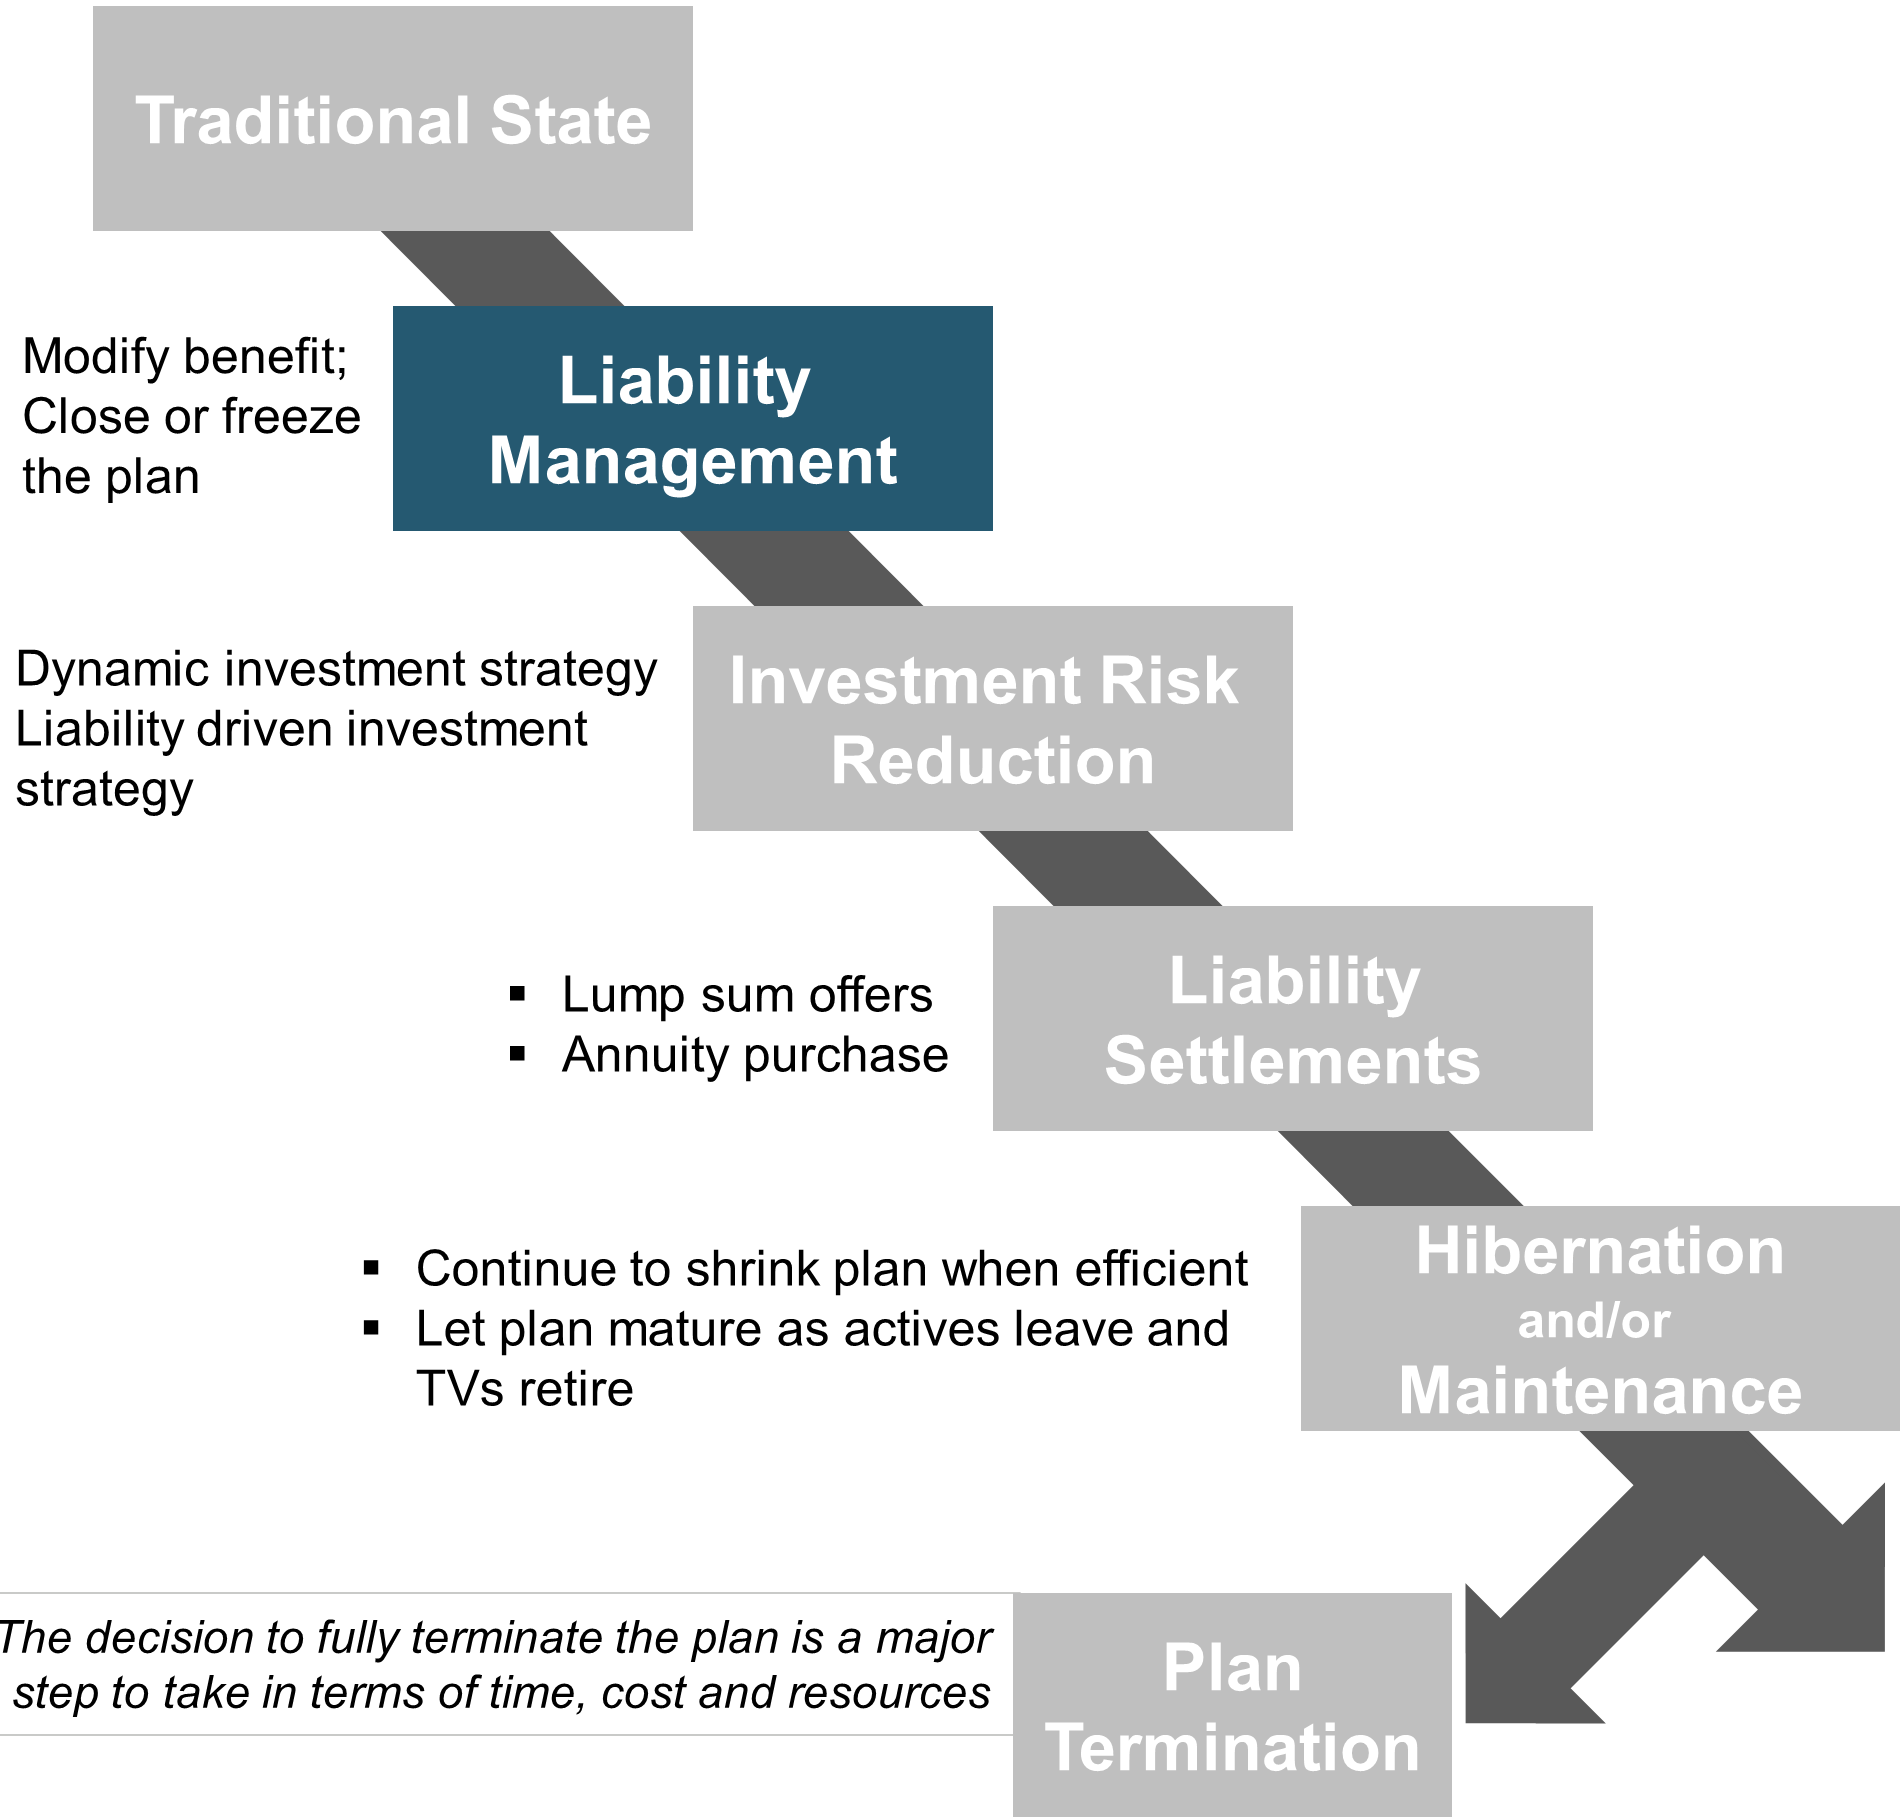 Traditional State
Modify benefit;
Close or freeze
the plan
Liability
Management
Dynamic investment strategy
Liability driven investment
strategy
Investment Risk
Reduction
▪ Lump sum offers
▪ Annuity purchase
Liability
Settlements
▪ Continue to shrink plan when efficient
▪ Let plan mature as actives leave and
TVs retire
Hibernation
and/or
Maintenance
The decision to fully terminate the plan is a major
step to take in terms of time, cost and resources
Plan
Termination